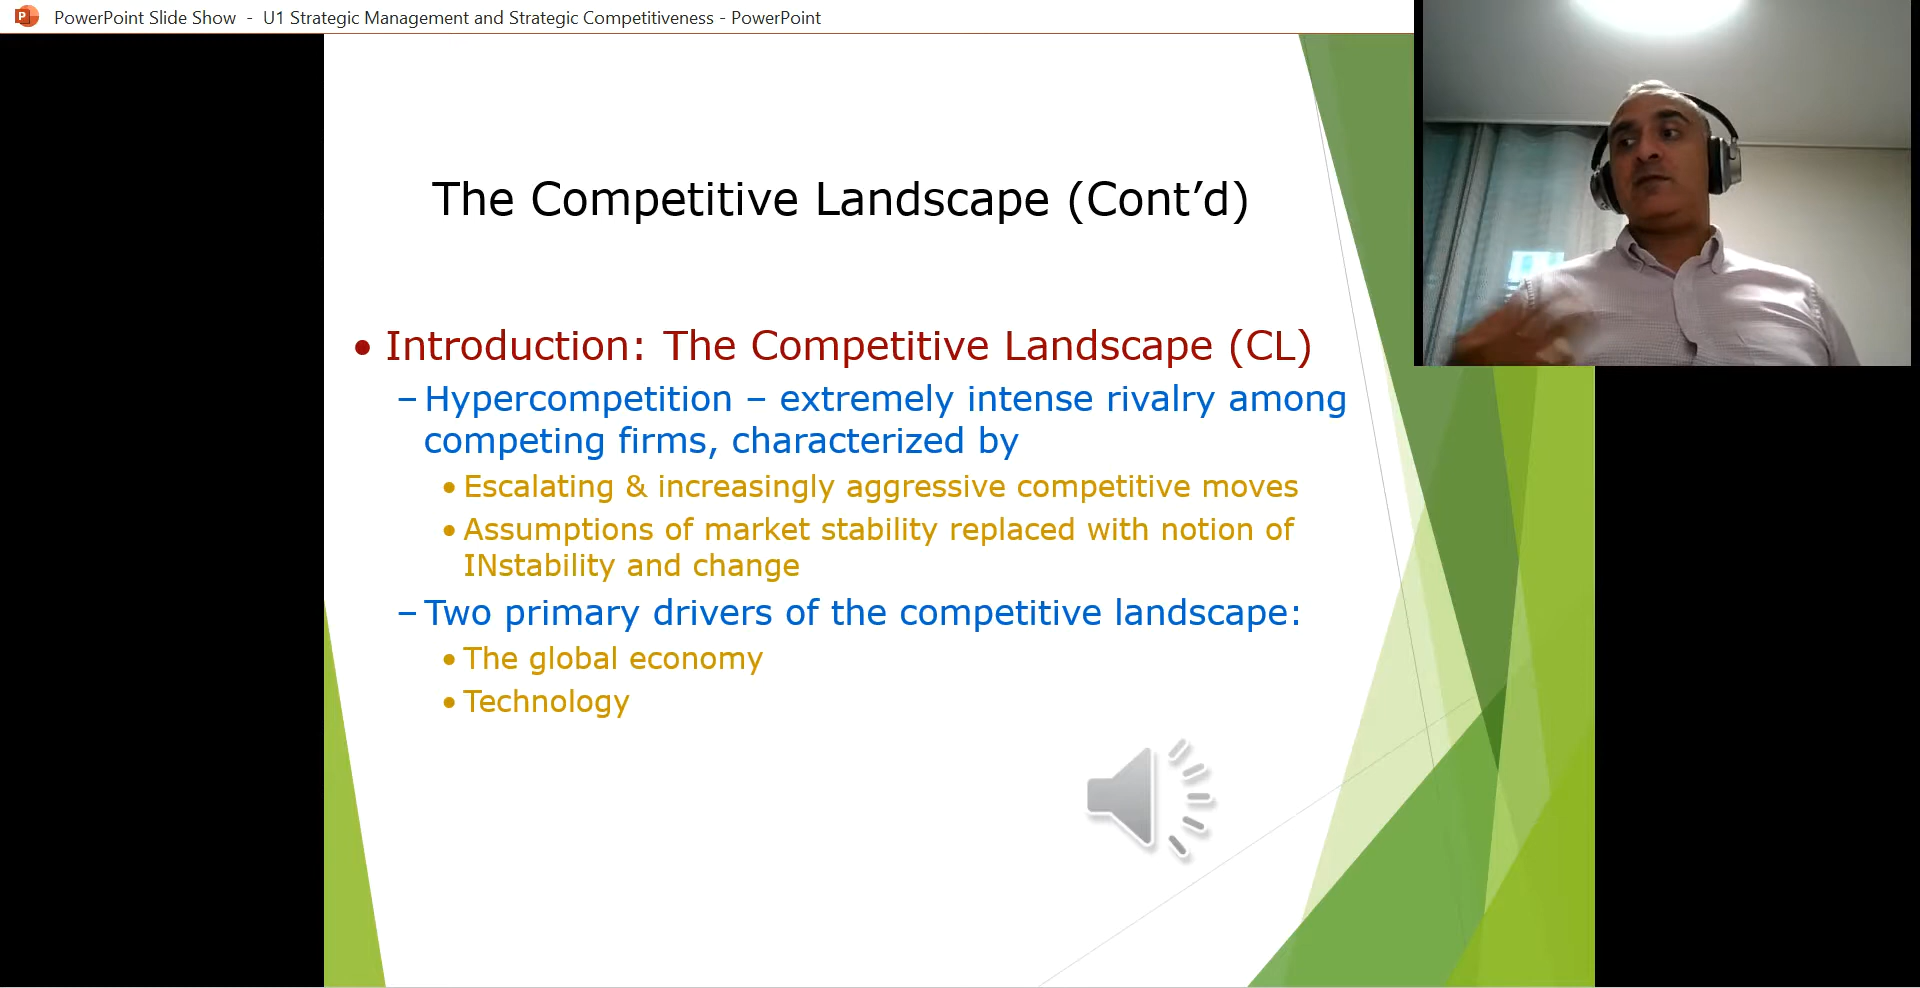 PowerPoint Slide Show - U1 Strategic Management and Strategic Competitiveness - PowerPoint
The Competitive Landscape (Cont’d)
• Introduction: The Competitive Landscape (CL)
– Hypercompetition – extremely intense rivalry among
competing firms, characterized by
• Escalating & increasingly aggressive competitive moves
• Assumptions of market stability replaced with notion of
INstability and change
– Two primary drivers of the competitive landscape:
• The global economy
• Technology